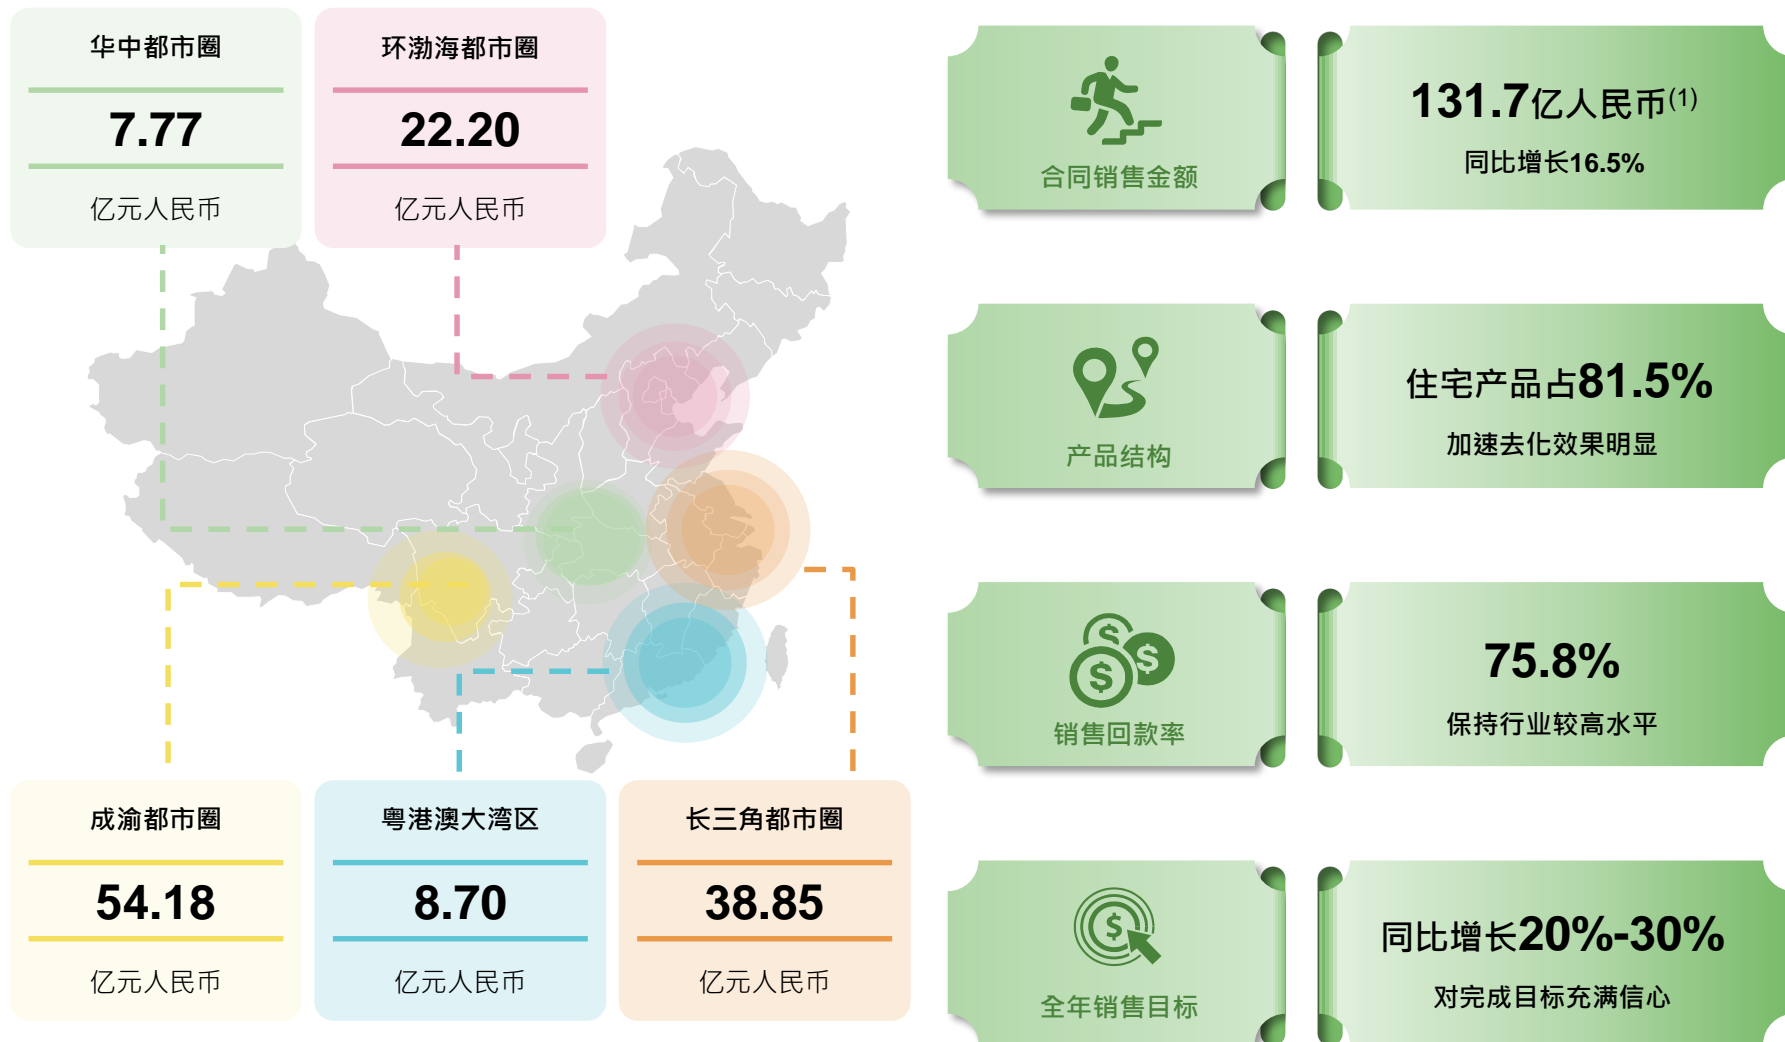 华中都市圈
7.77
亿元人民币
环渤海都市圈
22.20
亿元人民币
成渝都市圈
54.18
亿元人民币
粤港澳大湾区
8.70
亿元人民币
长三角都市圈
38.85
亿元人民币
合同销售金额
131.7亿人民币(1)
同比增长16.5%
产品结构
住宅产品占81.5%
加速去化效果明显
$
$
$
销售回款率
75.8%
保持行业较高水平
$
全年销售目标
同比增长20%-30%
对完成目标充满信心